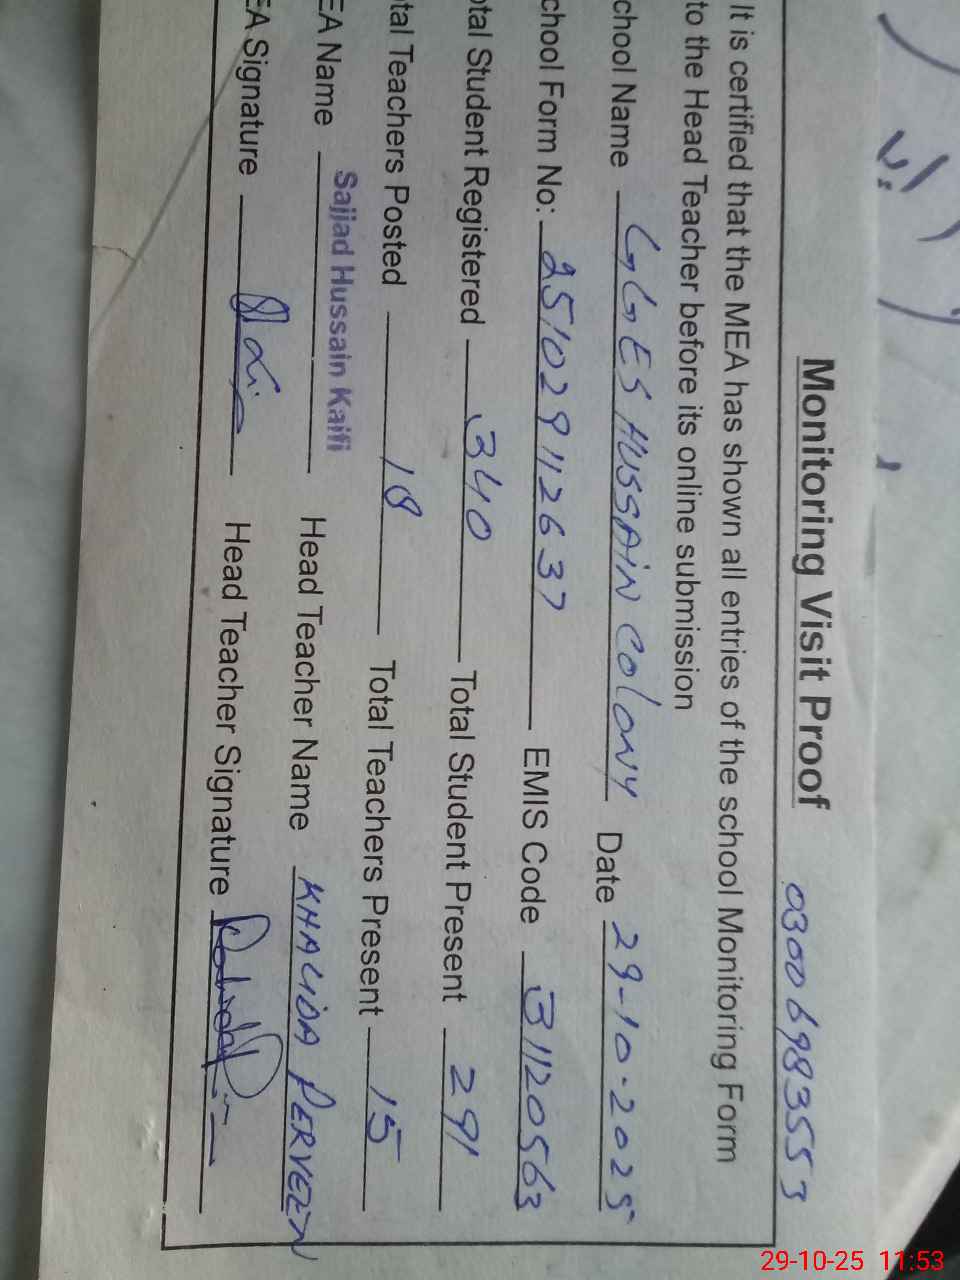 Monitoring Visit Proof 0300 6983553
It is certified that the MEA has shown all entries of the school Monitoring Form
to the Head Teacher before its online submission
chool Name GGES HUSSAIN COLONY Date 29-10-2025
chool Form No: 251029112637 EMIS Code 31120563
otal Student Registered 340 Total Student Present 291
otal Teachers Posted 18 Total Teachers Present 15
EA Name Sajjad Hussain Kaifi Head Teacher Name KHALIDA PERVEEN
EA Signature Head Teacher Signature
29-10-25 11:53